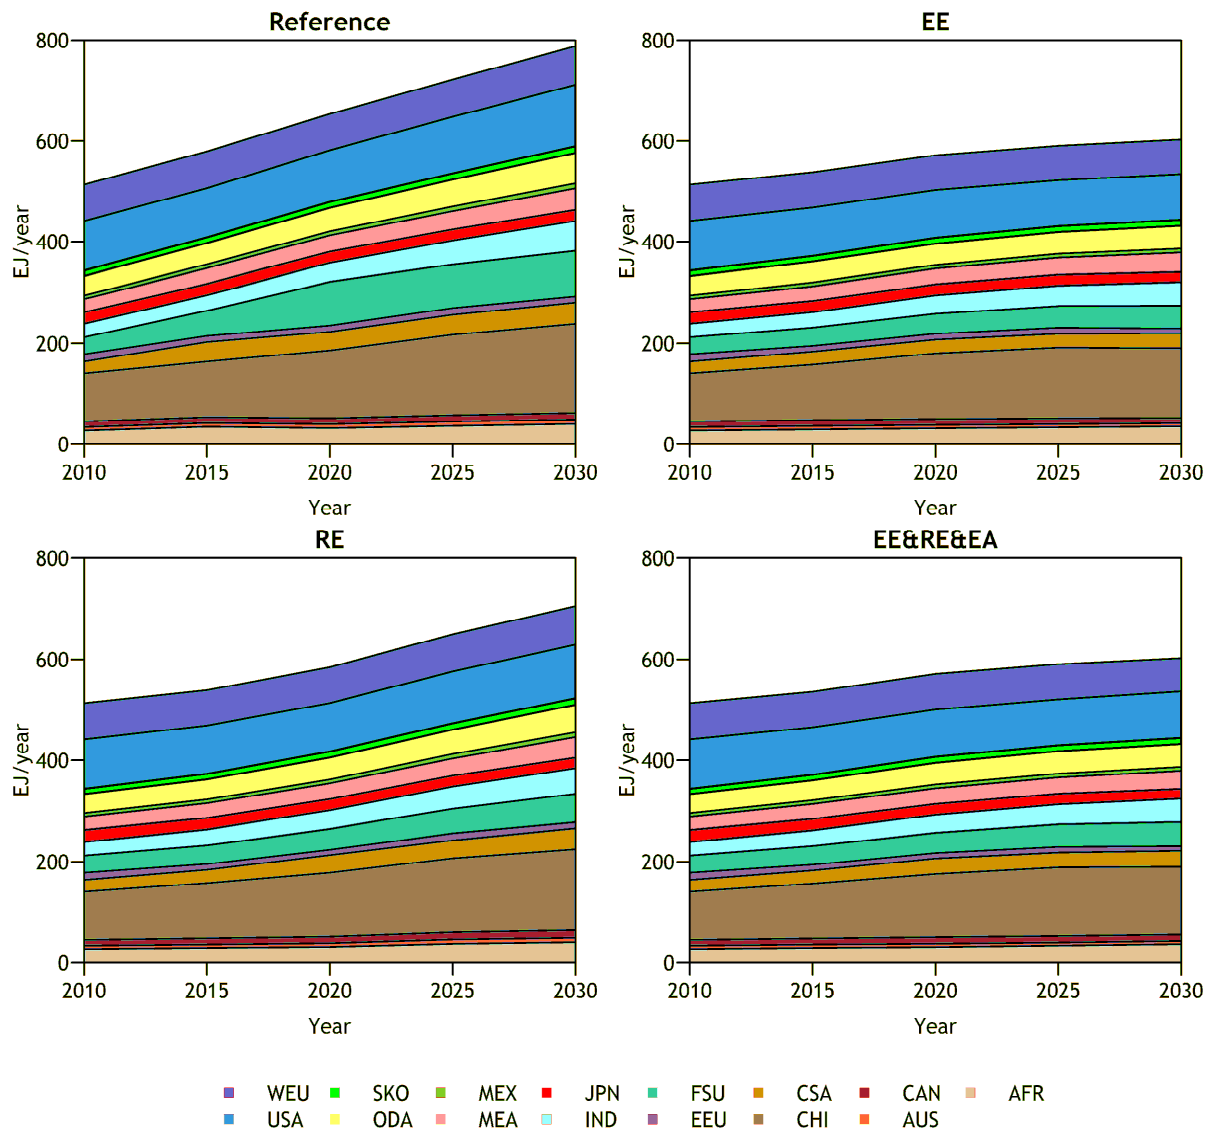 Reference
EE
800
600
400
200
0
EJ/year
2010 2015 2020 2025 2030
Year
800
600
400
200
0
EJ/year
2010 2015 2020 2025 2030
Year
RE
EE&RE&EA
800
600
400
200
0
EJ/year
2010 2015 2020 2025 2030
Year
800
600
400
200
0
EJ/year
2010 2015 2020 2025 2030
Year
WEU SKO MEX JPN FSU CSA CAN AFR
USA ODA MEA IND EEU CHI AUS